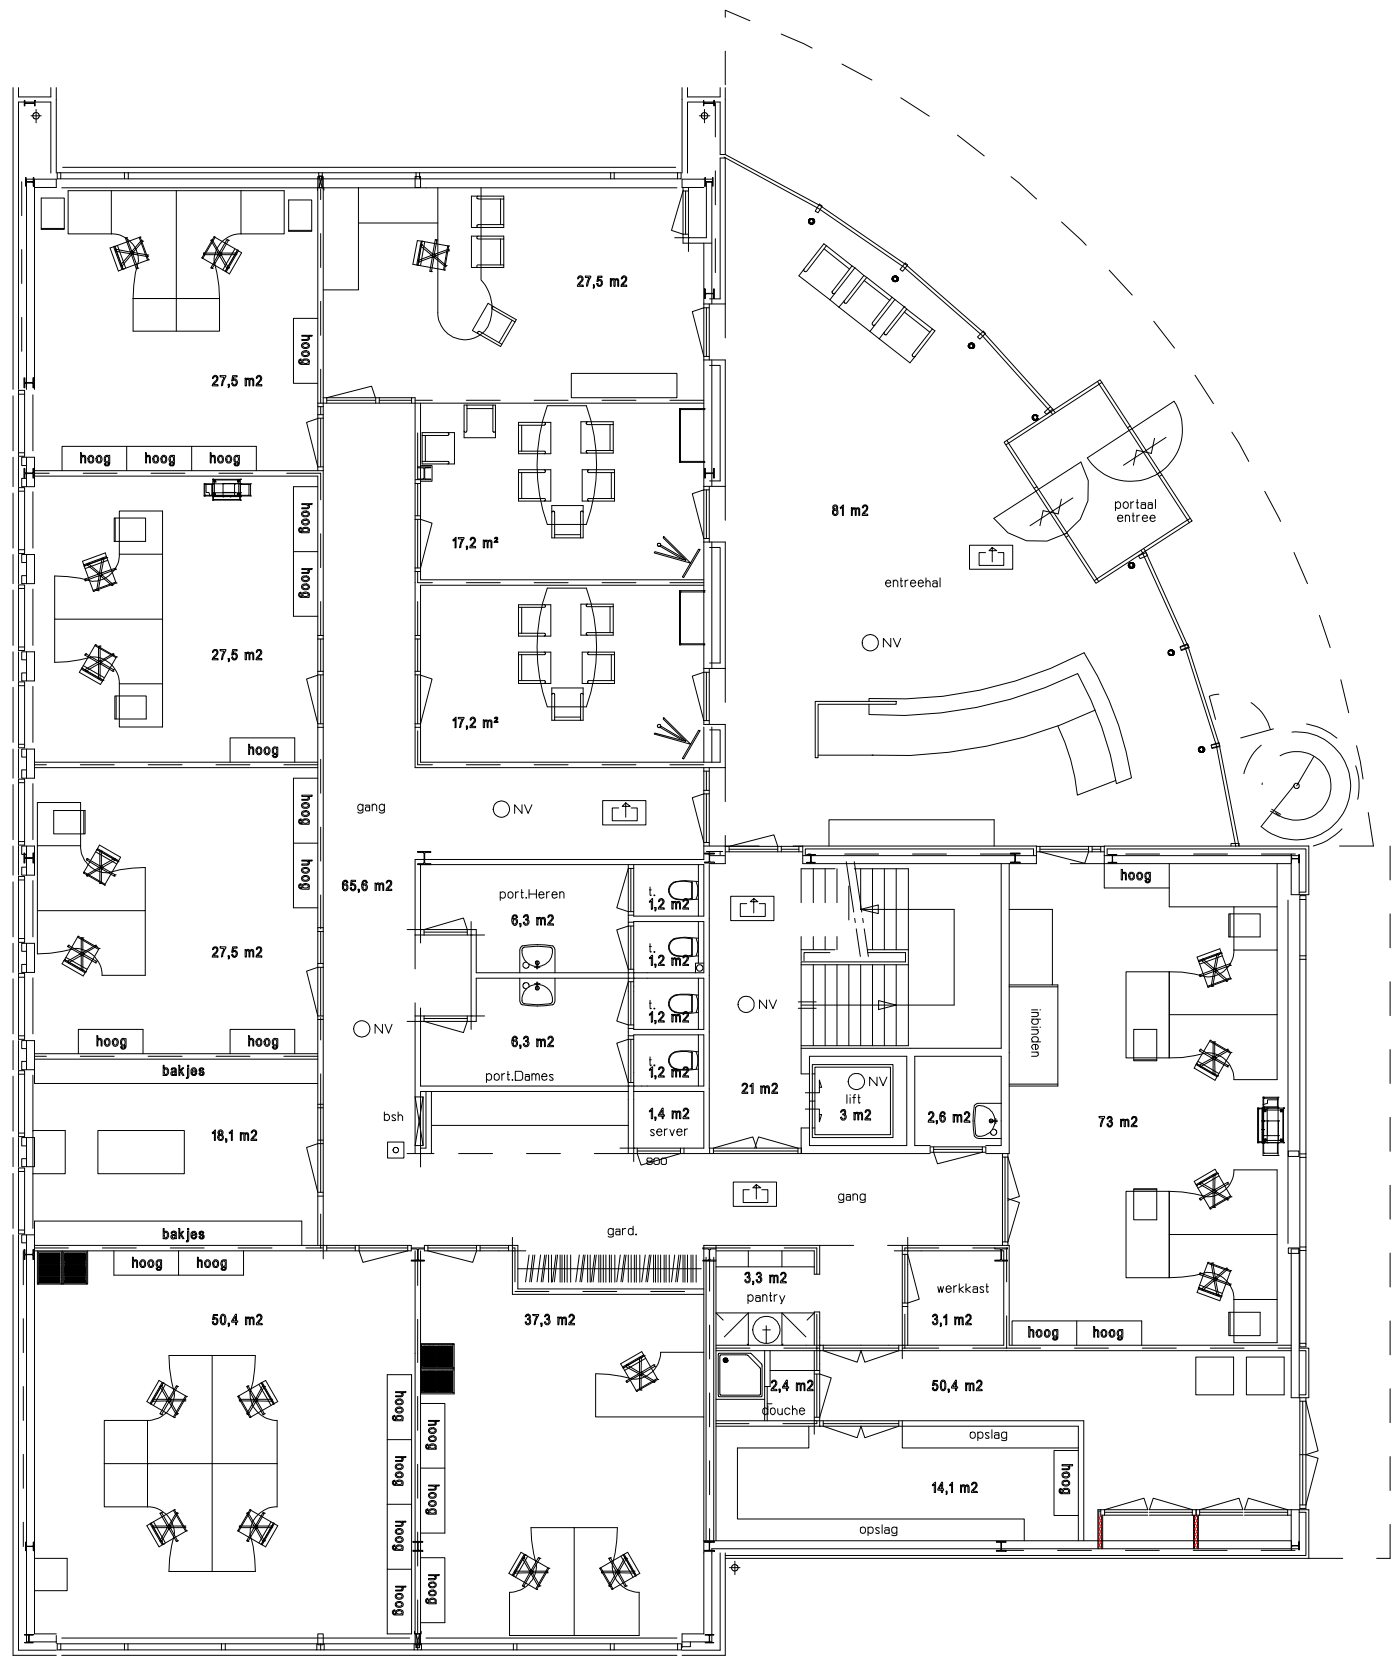 27,5 m2
hoog
27,5 m2
hoog hoog hoog
81 m2
portaal
entree
hoog
17,2 m²
hoog
entreehal
NV
27,5 m2
17,2 m²
hoog
hoog
gang
NV
hoog
65,6 m2
port.Heren
6,3 m2
t.
1,2 m2
hoog
27,5 m2
t.
1,2 m2
NV
NV
t.
1,2 m2
inbinden
hoog
hoog
6,3 m2
port.Dames
t.
1,2 m2
bakjes
21 m2
NV
lift
3 m2
2,6 m2
73 m2
bsh
1,4 m2
server
18,1 m2
900
gang
gard.
bakjes
hoog hoog
50,4 m2
37,3 m2
3,3 m2
pantry
werkkast
3,1 m2
hoog hoog
2,4 m2
douche
50,4 m2
hoog
hoog
opslag
hoog
hoog
14,1 m2
hoog
hoog
opslag
hoog
hoog